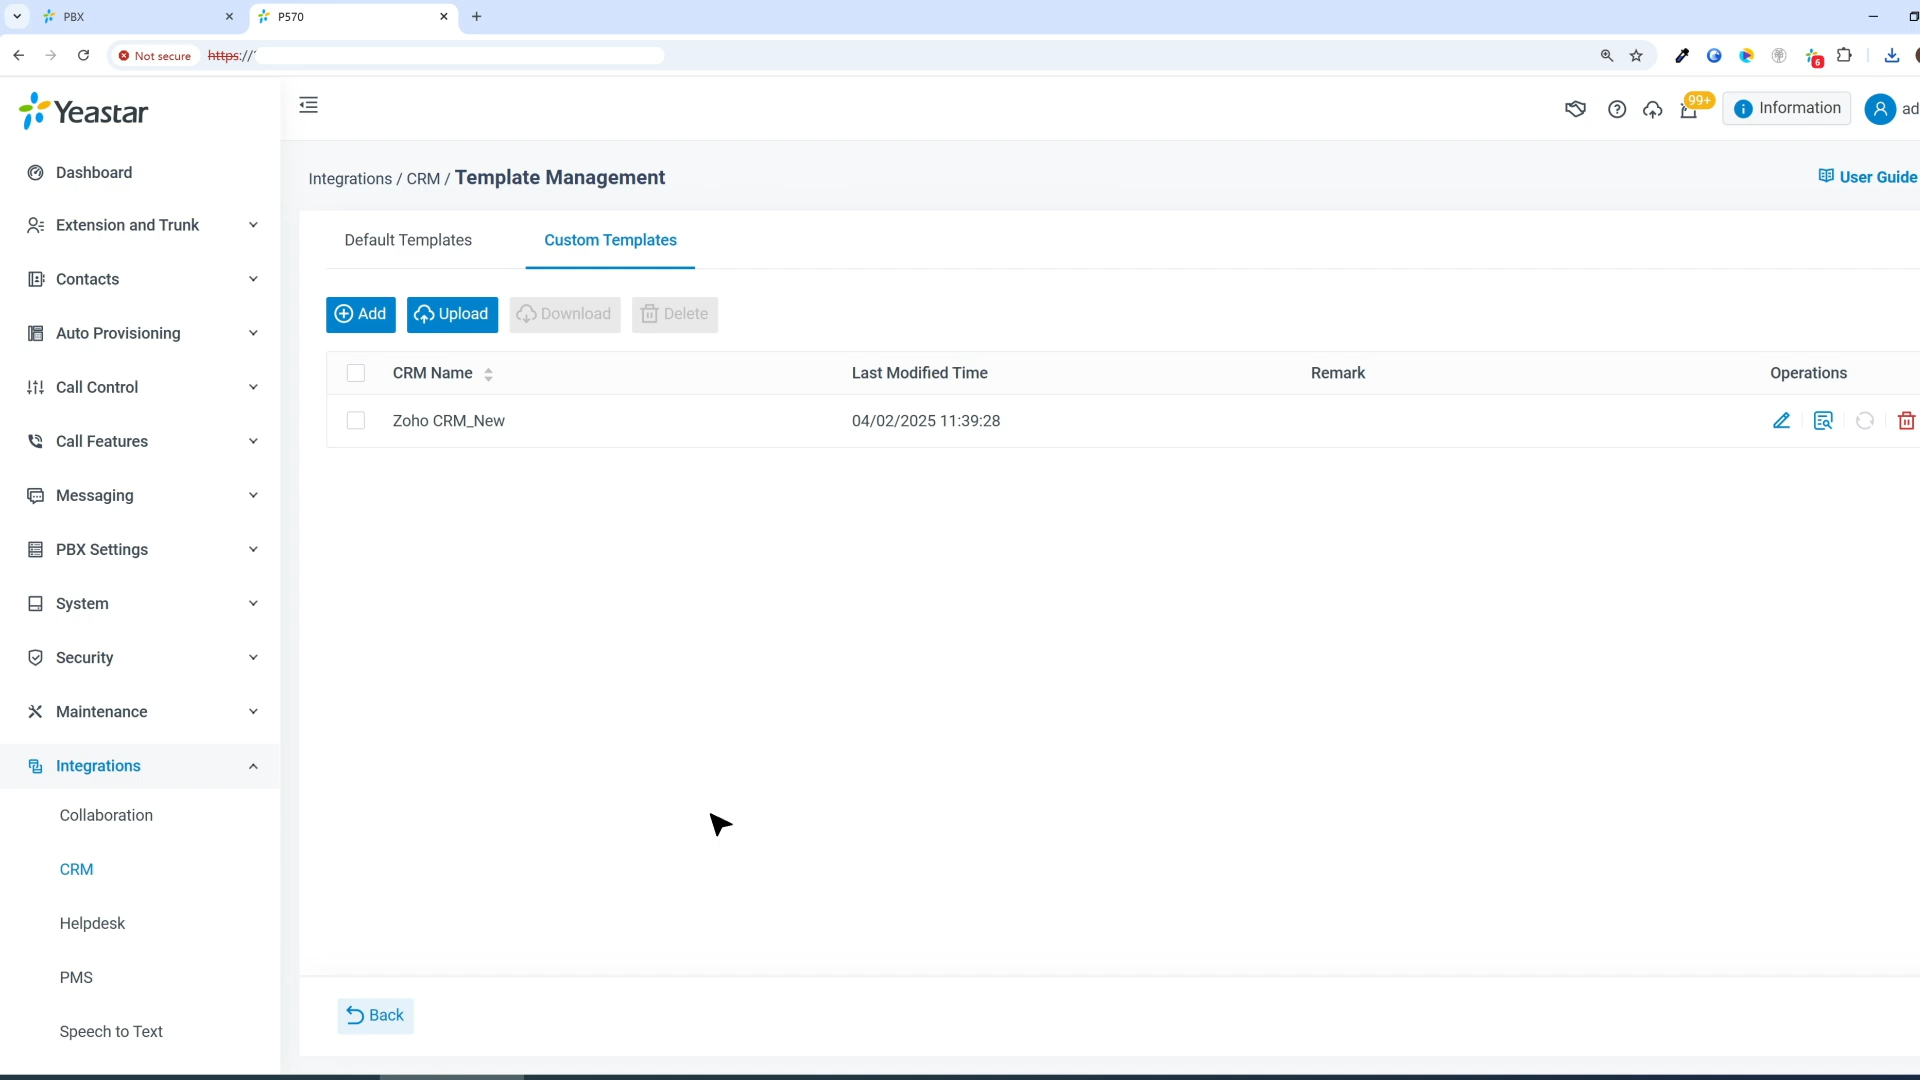 PBX
P570
Not secure
https://
6
Yeastar
99+
Information
ad
Dashboard
Integrations / CRM / Template Management
User Guide
Extension and Trunk
Default Templates
Custom Templates
Contacts
Add
Upload
Download
Delete
Auto Provisioning
CRM Name
Last Modified Time
Remark
Operations
Call Control
Zoho CRM_New
04/02/2025 11:39:28
Call Features
Messaging
PBX Settings
System
Security
Maintenance
Integrations
Collaboration
CRM
Helpdesk
PMS
Back
Speech to Text